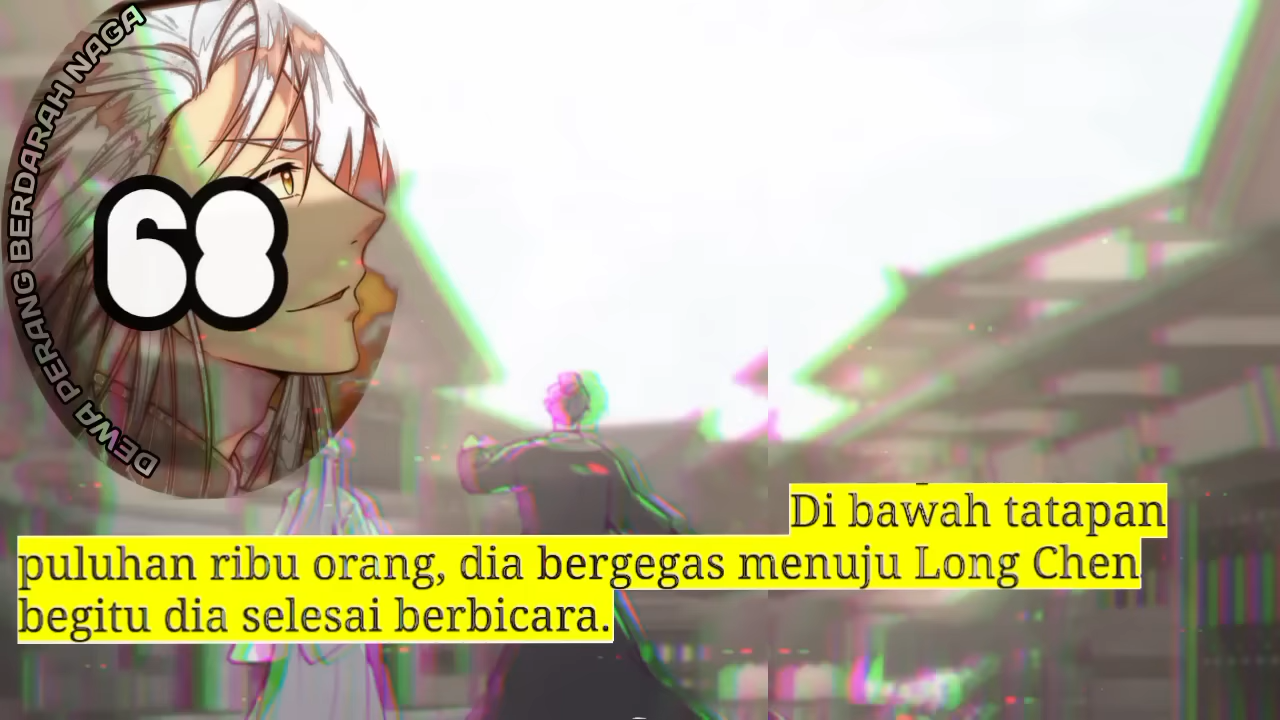 DEWA PERANG BERDARAH NAGA
68
Di bawah tatapan
puluhan ribu orang, dia bergegas menuju Long Chen
begitu dia selesai berbicara.